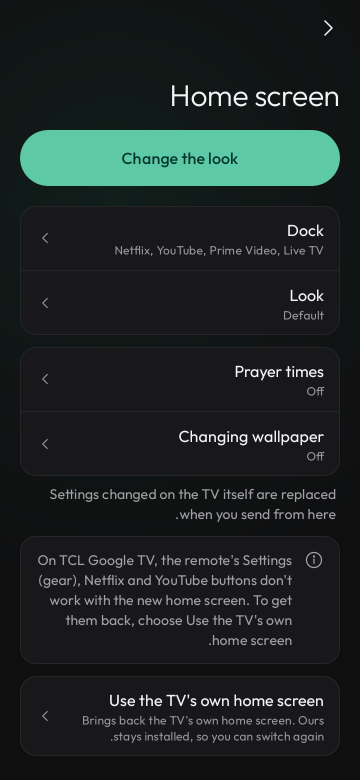 Home screen
Change the look
Dock
Netflix, YouTube, Prime Video, Live TV
Look
Default
Prayer times
Off
Changing wallpaper
Off
Settings changed on the TV itself are replaced
when you send from here.
On TCL Google TV, the remote's Settings
(gear), Netflix and YouTube buttons don't
work with the new home screen. To get
them back, choose Use the TV's own
home screen.
Use the TV's own home screen
Brings back the TV's own home screen. Ours
stays installed, so you can switch again.